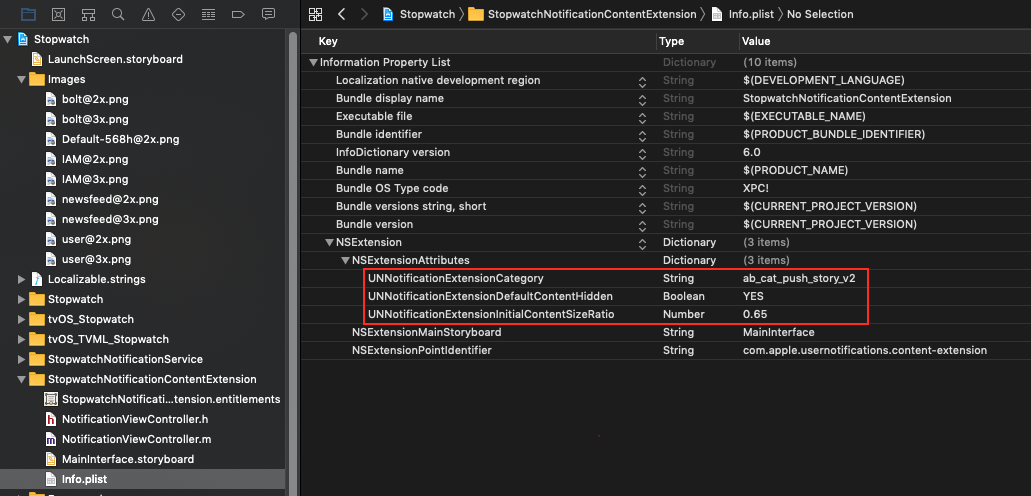 Stopwatch
LaunchScreen.storyboard
Images
bolt@2x.png
bolt@3x.png
Default-568h@2x.png
IAM@2x.png
IAM@3x.png
newsfeed@2x.png
newsfeed@3x.png
user@2x.png
user@3x.png
Localizable.strings
Stopwatch
tvOS_Stopwatch
tvOS_TVML_Stopwatch
StopwatchNotificationService
StopwatchNotificationContentExtension
StopwatchNotificati...tension.entitlements
NotificationViewController.h
NotificationViewController.m
MainInterface.storyboard
Info.plist
Stopwatch 〉 StopwatchNotificationContentExtension 〉 Info.plist 〉 No Selection
Key Type Value
Information Property List Dictionary (10 items)
Localization native development region String $(DEVELOPMENT_LANGUAGE)
Bundle display name String StopwatchNotificationContentExtension
Executable file String $(EXECUTABLE_NAME)
Bundle identifier String $(PRODUCT_BUNDLE_IDENTIFIER)
InfoDictionary version String 6.0
Bundle name String $(PRODUCT_NAME)
Bundle OS Type code String XPC!
Bundle versions string, short String $(CURRENT_PROJECT_VERSION)
Bundle version String $(CURRENT_PROJECT_VERSION)
NSExtension Dictionary (3 items)
NSExtensionAttributes Dictionary (3 items)
UNNotificationExtensionCategory String ab_cat_push_story_v2
UNNotificationExtensionDefaultContentHidden Boolean YES
UNNotificationExtensionInitialContentSizeRatio Number 0.65
NSExtensionMainStoryboard String MainInterface
NSExtensionPointIdentifier String com.apple.usernotifications.content-extension